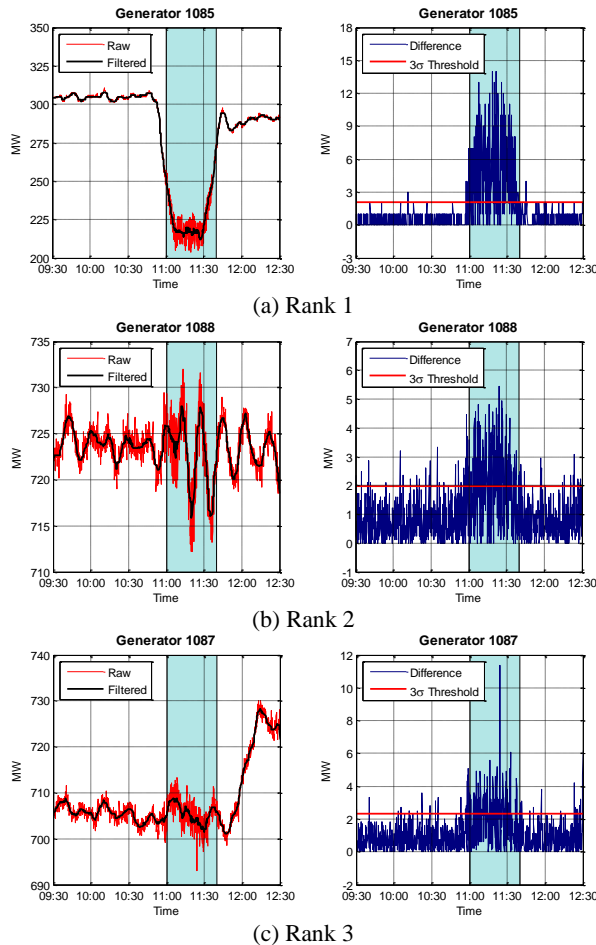 Generator 1085
Generator 1085
350
325
300
275
250
225
200
MW
Raw
Filtered
09:30 10:00 10:30 11:00 11:30 12:00 12:30
Time
18
15
12
9
6
3
0
-3
MW
Difference
3σ Threshold
09:30 10:00 10:30 11:00 11:30 12:00 12:30
Time
(a) Rank 1
Generator 1088
Generator 1088
735
730
725
720
715
710
MW
Raw
Filtered
09:30 10:00 10:30 11:00 11:30 12:00 12:30
Time
7
6
5
4
3
2
1
0
-1
MW
Difference
3σ Threshold
09:30 10:00 10:30 11:00 11:30 12:00 12:30
Time
(b) Rank 2
Generator 1087
Generator 1087
740
730
720
710
700
690
MW
Raw
Filtered
09:30 10:00 10:30 11:00 11:30 12:00 12:30
Time
12
10
8
6
4
2
0
-2
MW
Difference
3σ Threshold
09:30 10:00 10:30 11:00 11:30 12:00 12:30
Time
(c) Rank 3